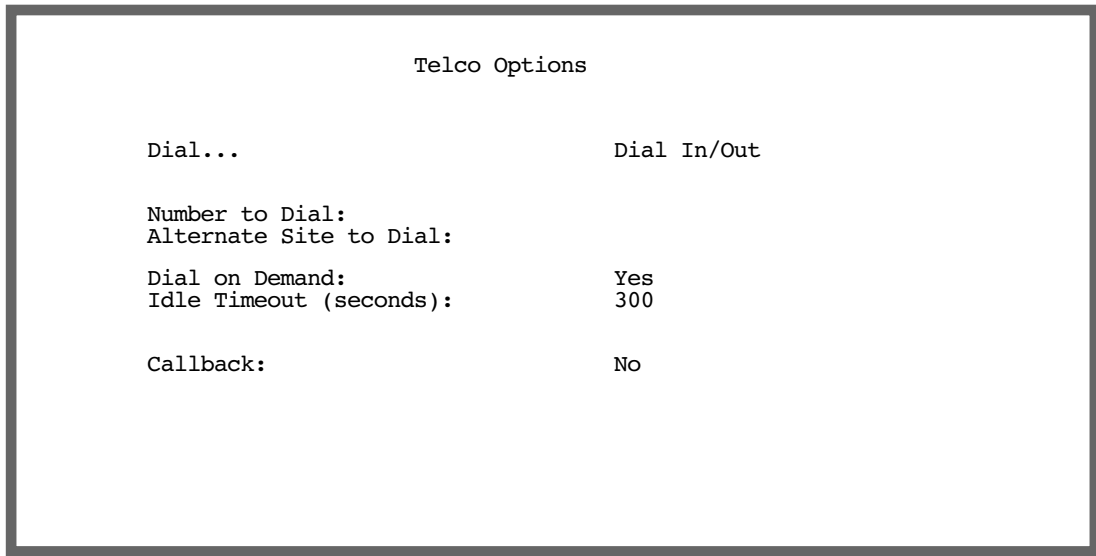 Telco Options
Dial... Dial In/Out
Number to Dial:
Alternate Site to Dial:
Dial on Demand: Yes
Idle Timeout (seconds): 300
Callback: No